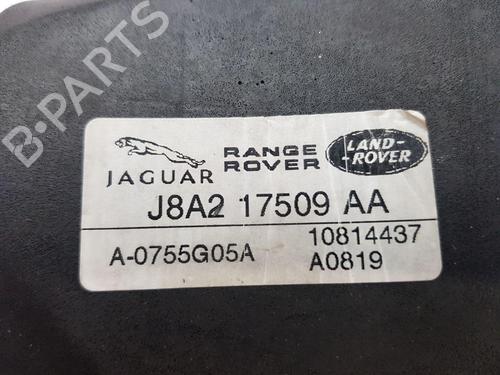 B-PARTS
JAGUAR
RANGE
ROVER
LAND-
-ROVER
J8A2 17509 AA
A-0755G05A
10814437
A0819